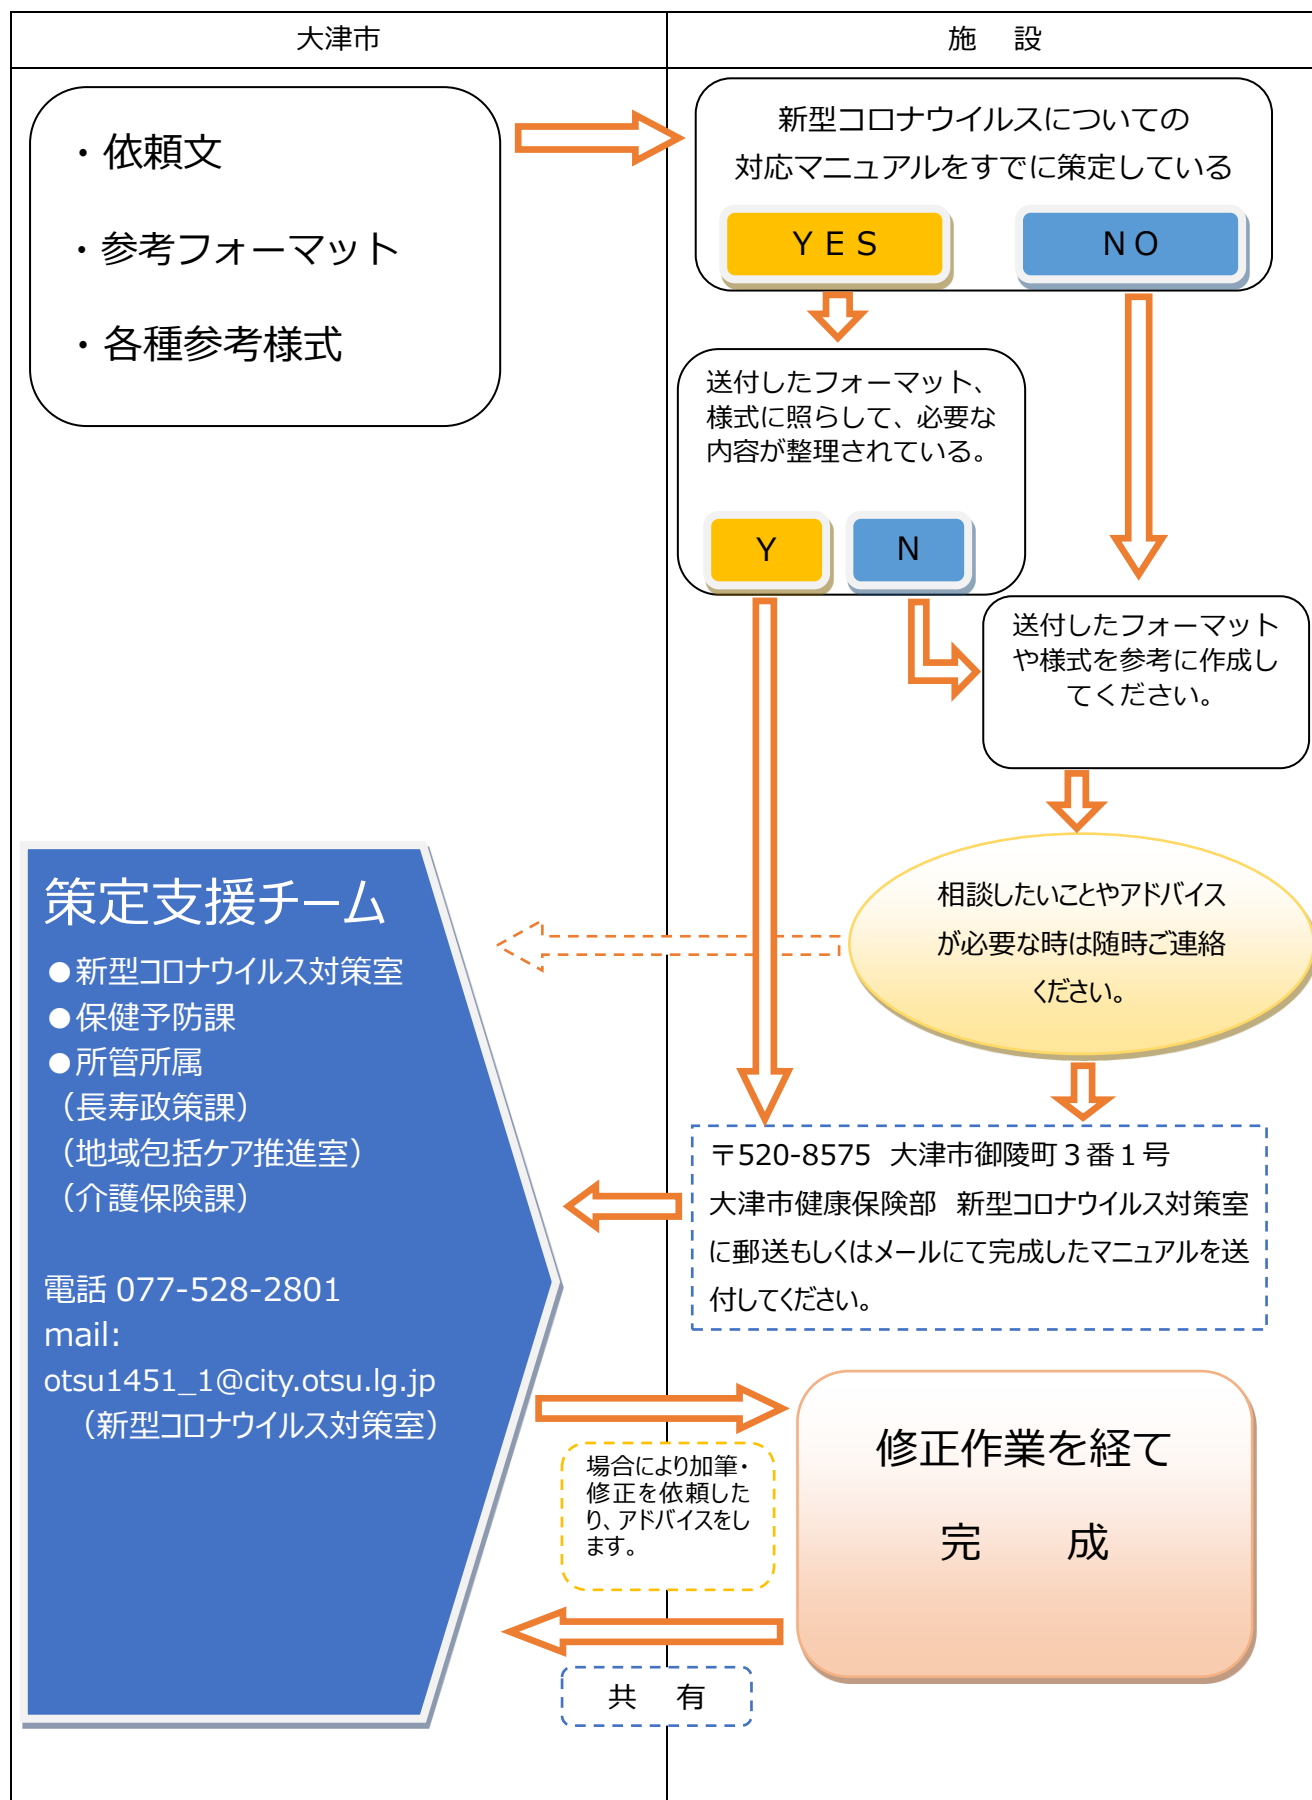 大津市
施　設
・依頼文
・参考フォーマット
・各種参考様式
新型コロナウイルスについての
対応マニュアルをすでに策定している
ＹＥＳ
ＮＯ
送付したフォーマット、
様式に照らして、必要な
内容が整理されている。
Ｙ
Ｎ
送付したフォーマット
や様式を参考に作成し
てください。
相談したいことやアドバイス
が必要な時は随時ご連絡
ください。
策定支援チーム
●新型コロナウイルス対策室
●保健予防課
●所管所属
（長寿政策課）
（地域包括ケア推進室）
（介護保険課）
電話 077-528-2801
mail:
otsu1451_1@city.otsu.lg.jp
（新型コロナウイルス対策室）
〒520-8575 大津市御陵町３番１号
大津市健康保険部 新型コロナウイルス対策室
に郵送もしくはメールにて完成したマニュアルを送
付してください。
場合により加筆・
修正を依頼した
り、アドバイスをし
ます。
修正作業を経て
完　成
共　有